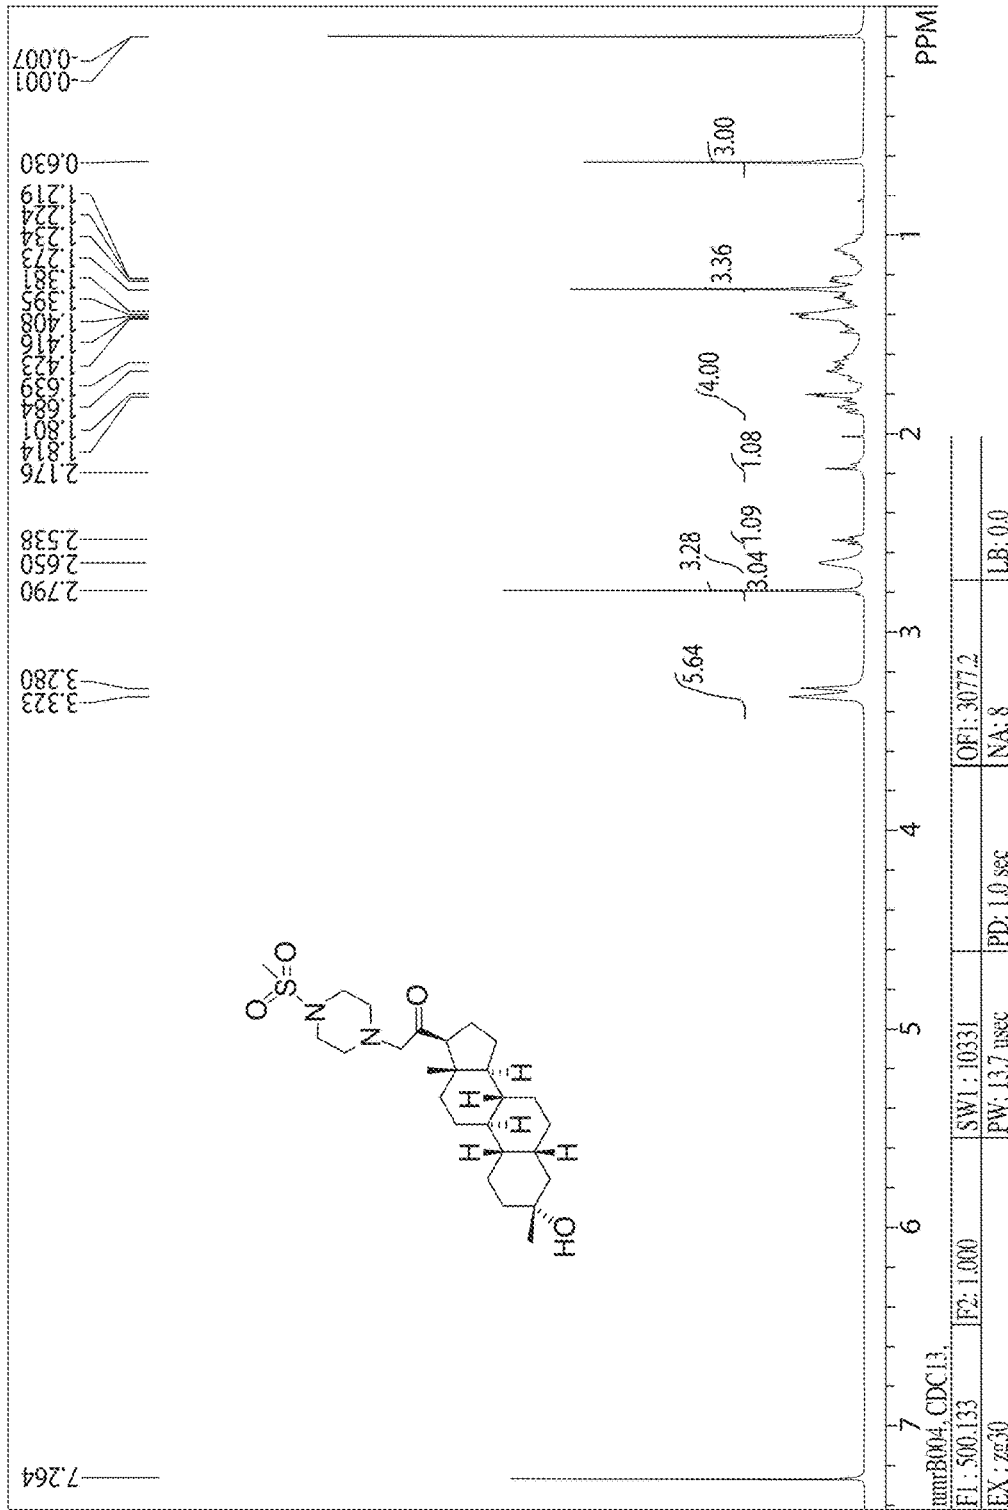 7.264
3.323
3.280
2.790
2.650
2.538
2.176
1.814
1.801
1.684
1.639
1.423
1.416
1.408
1.395
1.381
1.273
1.234
1.224
1.219
0.630
-0.001
-0.007
O
S
O
N
N
O
H
H
H
H
H
HO
5.64
3.04
3.28
1.09
1.08
4.00
3.36
3.00
7 6 5 4 3 2 1 PPM
nmrB004, CDCl3,
F1: 500.133 F2: 1.000 SW1: 10331 OF1: 3077.2
EX: zg30 PW: 13.7 usec PD: 1.0 sec NA: 8 LB: 0.0